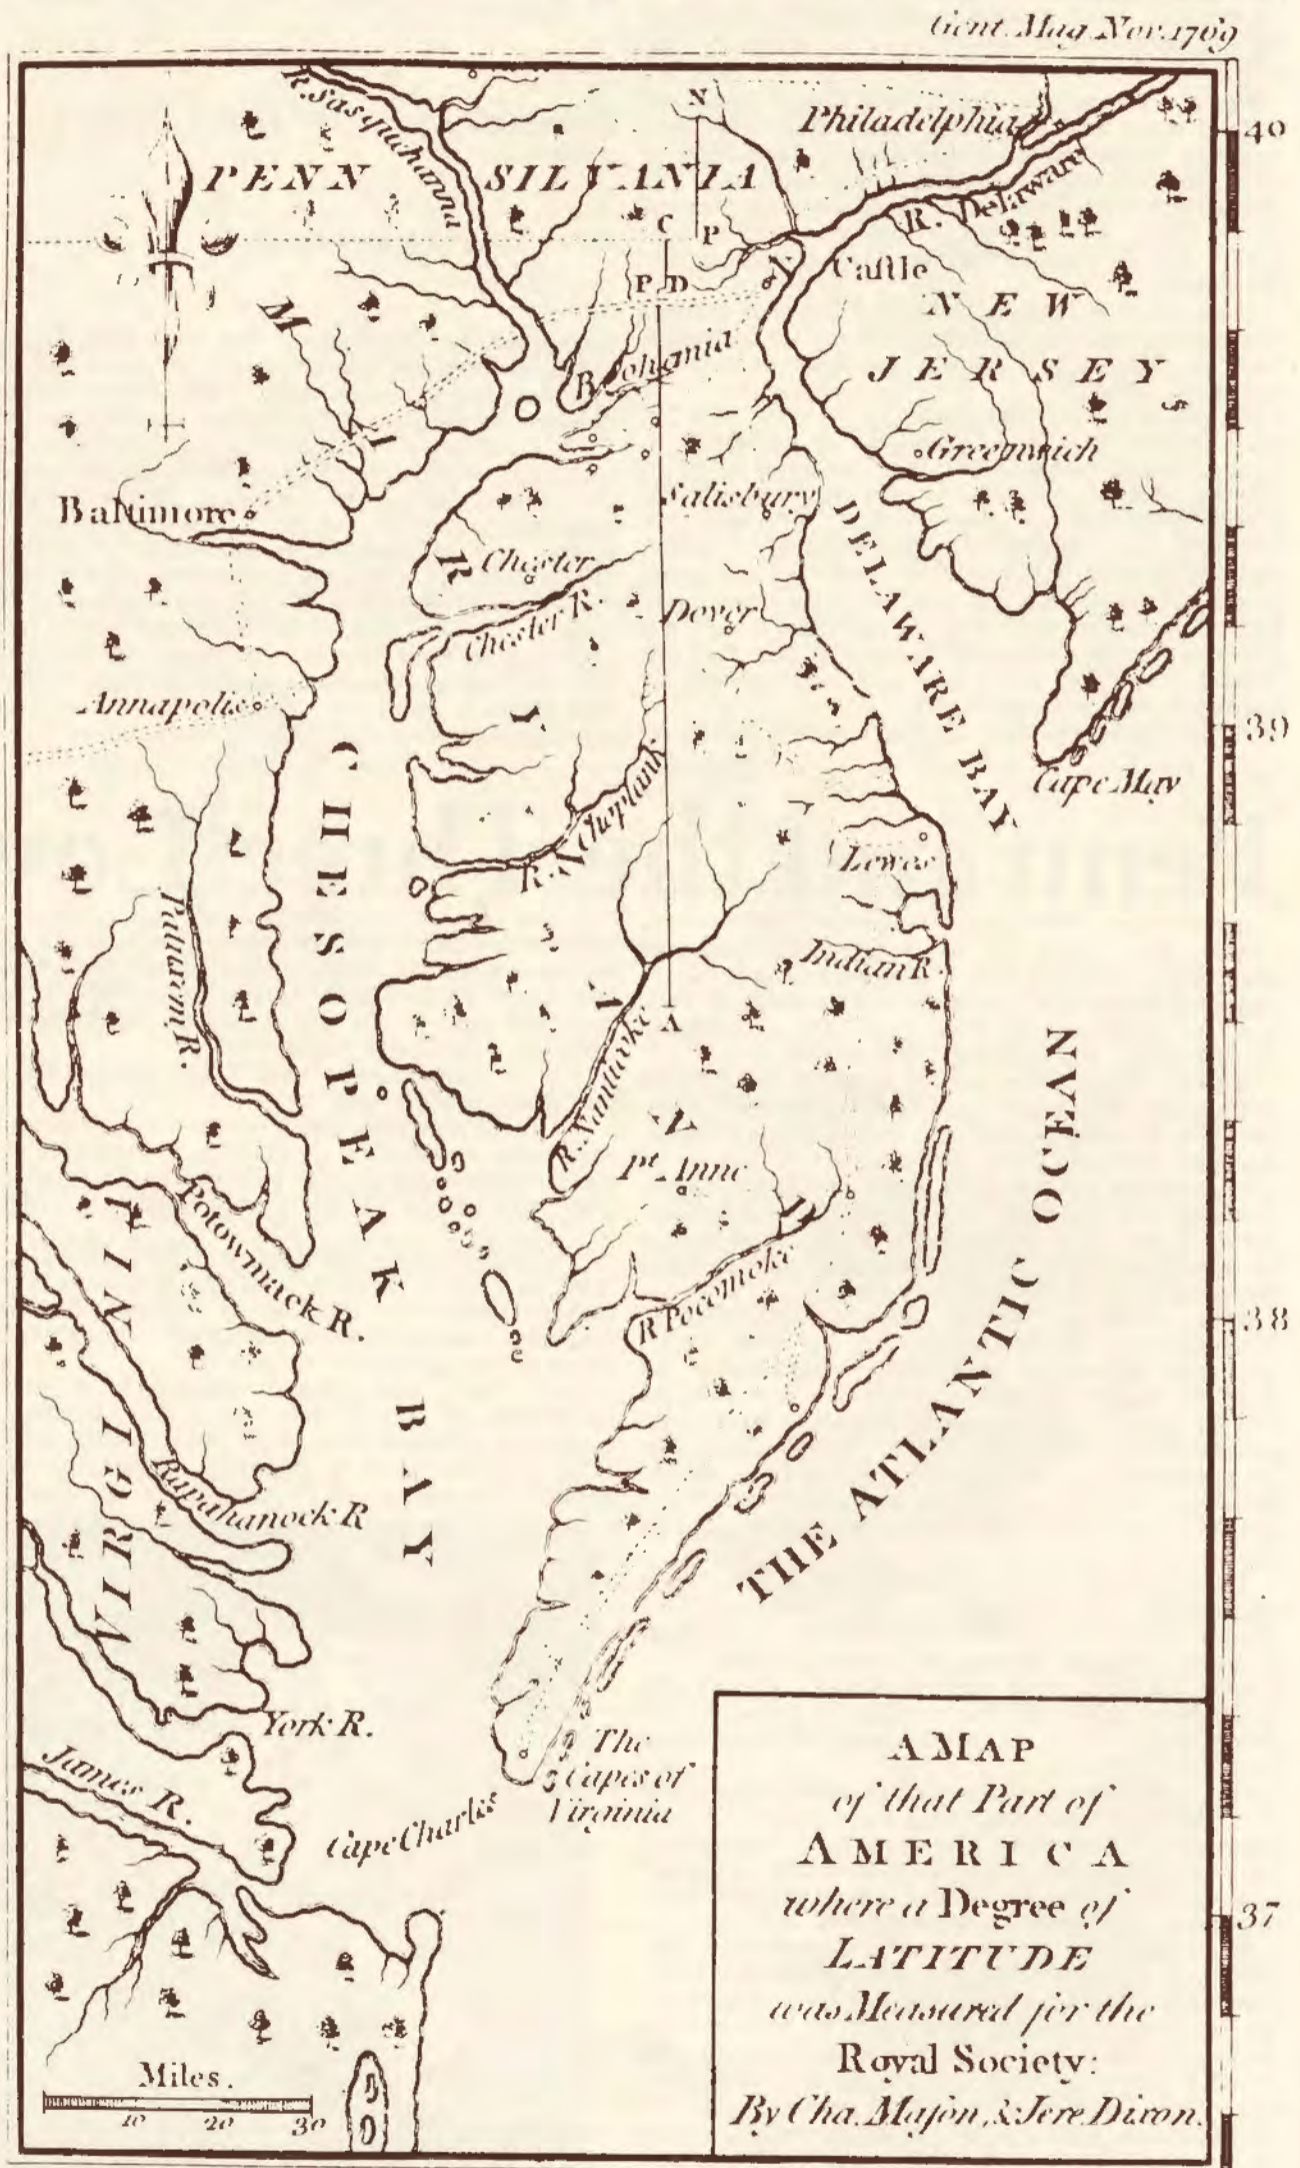 Gent. Mag. Nov. 1769
R. Sasquahanna
N
Philadelphia
40
PENN SILVANIA
R. Delaware
C
P
P D
Castle
NEW
JERSEYS
M
Bohamia
A
Greenwich
Baltimore
Salisbury
R
Chester
Chester R.
Dover
DELAWARE BAY
Annapolis
Y
39
Cape May
R. Choptank
Lewes
CHESOPEAK BAY
Patuxent R.
Indian R.
L
A
R. Nanticoke
A
N
Pt. Anne
D
Potowmack R.
R Pocomoke
38
VIRGINIA
THE ATLANTIC OCEAN
Rapahanock R
York R.
James R.
Cape Charles
The
Capes of
Virginia
37
A MAP
of that Part of
AMERICA
where a Degree of
LATITUDE
was Measured for the
Royal Society:
By Cha. Mason, & Jere. Dixon.
Miles.
10 20 30